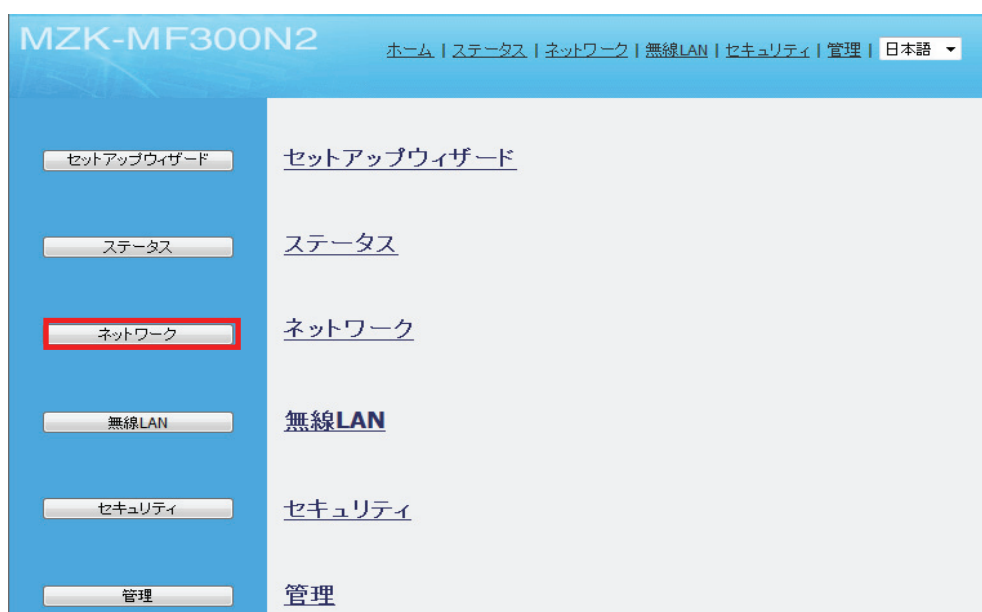 MZK-MF300N2
ホーム | ステータス | ネットワーク | 無線LAN | セキュリティ | 管理 | 日本語
セットアップウィザード セットアップウィザード
ステータス ステータス
ネットワーク ネットワーク
無線LAN 無線LAN
セキュリティ セキュリティ
管理 管理